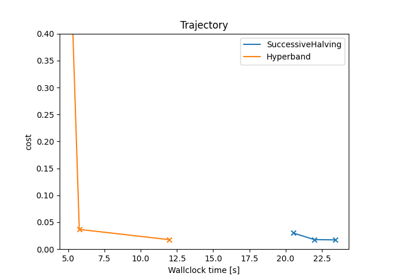 Trajectory
0.40
0.35
0.30
0.25
0.20
0.15
0.10
0.05
0.00
cost
SuccessiveHalving
Hyperband
5.0 7.5 10.0 12.5 15.0 17.5 20.0 22.5
Wallclock time [s]